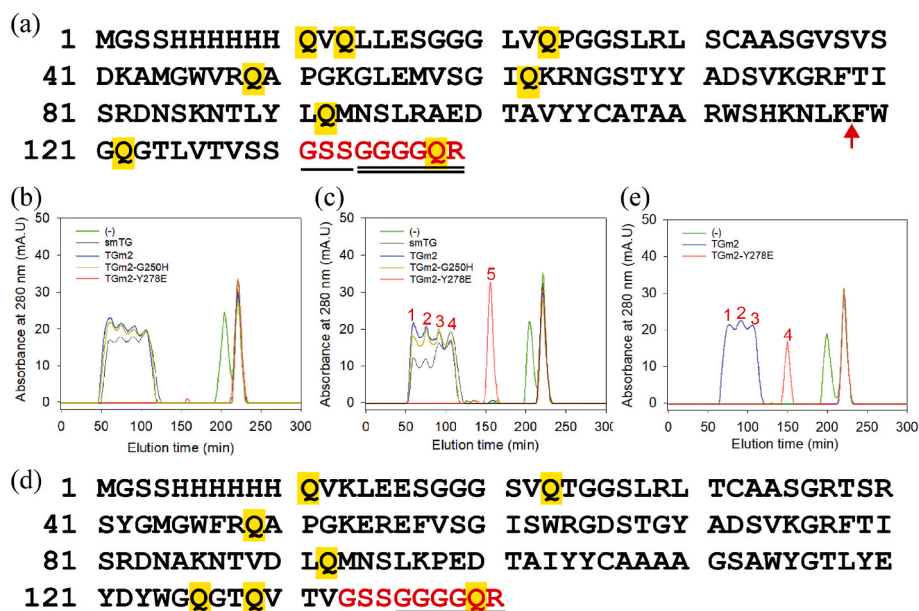 (a)
1 MGSSHHHHHH QVQLLESGGG LVQPGGSLRL SCAASGVSVS
41 DKAMGWVRQA PGKGLEMVSG IQKRNGSTYY ADSVKGRFTI
81 SRDNSKNTLY LQMNSLRAED TAVYYCATAA RWSHKNLKFW
121 GQGTLVTVSS GSSGGGGQR
(b)
Absorbance at 280 nm (mA.U)
50
40
30
20
10
0
(-)
smTG
TGm2
TGm2-G250H
TGm2-Y278E
0 50 100 150 200 250 300
Elution time (min)
(c)
Absorbance at 280 nm (mA.U)
50
40
30
20
10
0
(-)
smTG
TGm2
TGm2-G250H
TGm2-Y278E
1 2 3 4 5
0 50 100 150 200 250 300
Elution time (min)
(e)
Absorbance at 280 nm (mA.U)
50
40
30
20
10
0
(-)
TGm2
TGm2-Y278E
1 2 3 4
0 50 100 150 200 250 300
Elution time (min)
(d)
1 MGSSHHHHHH QVKLEESGGG SVQTGGSLRL TCAASGRTSR
41 SYGMGWFRQA PGKEREFVSG ISWRGDSTGY ADSVKGRFTI
81 SRDNAKNTVD LQMNSLKPED TAIYYCAAAA GSAWYGTLYE
121 YDYWGQGTQV TVGSSGGGGQR